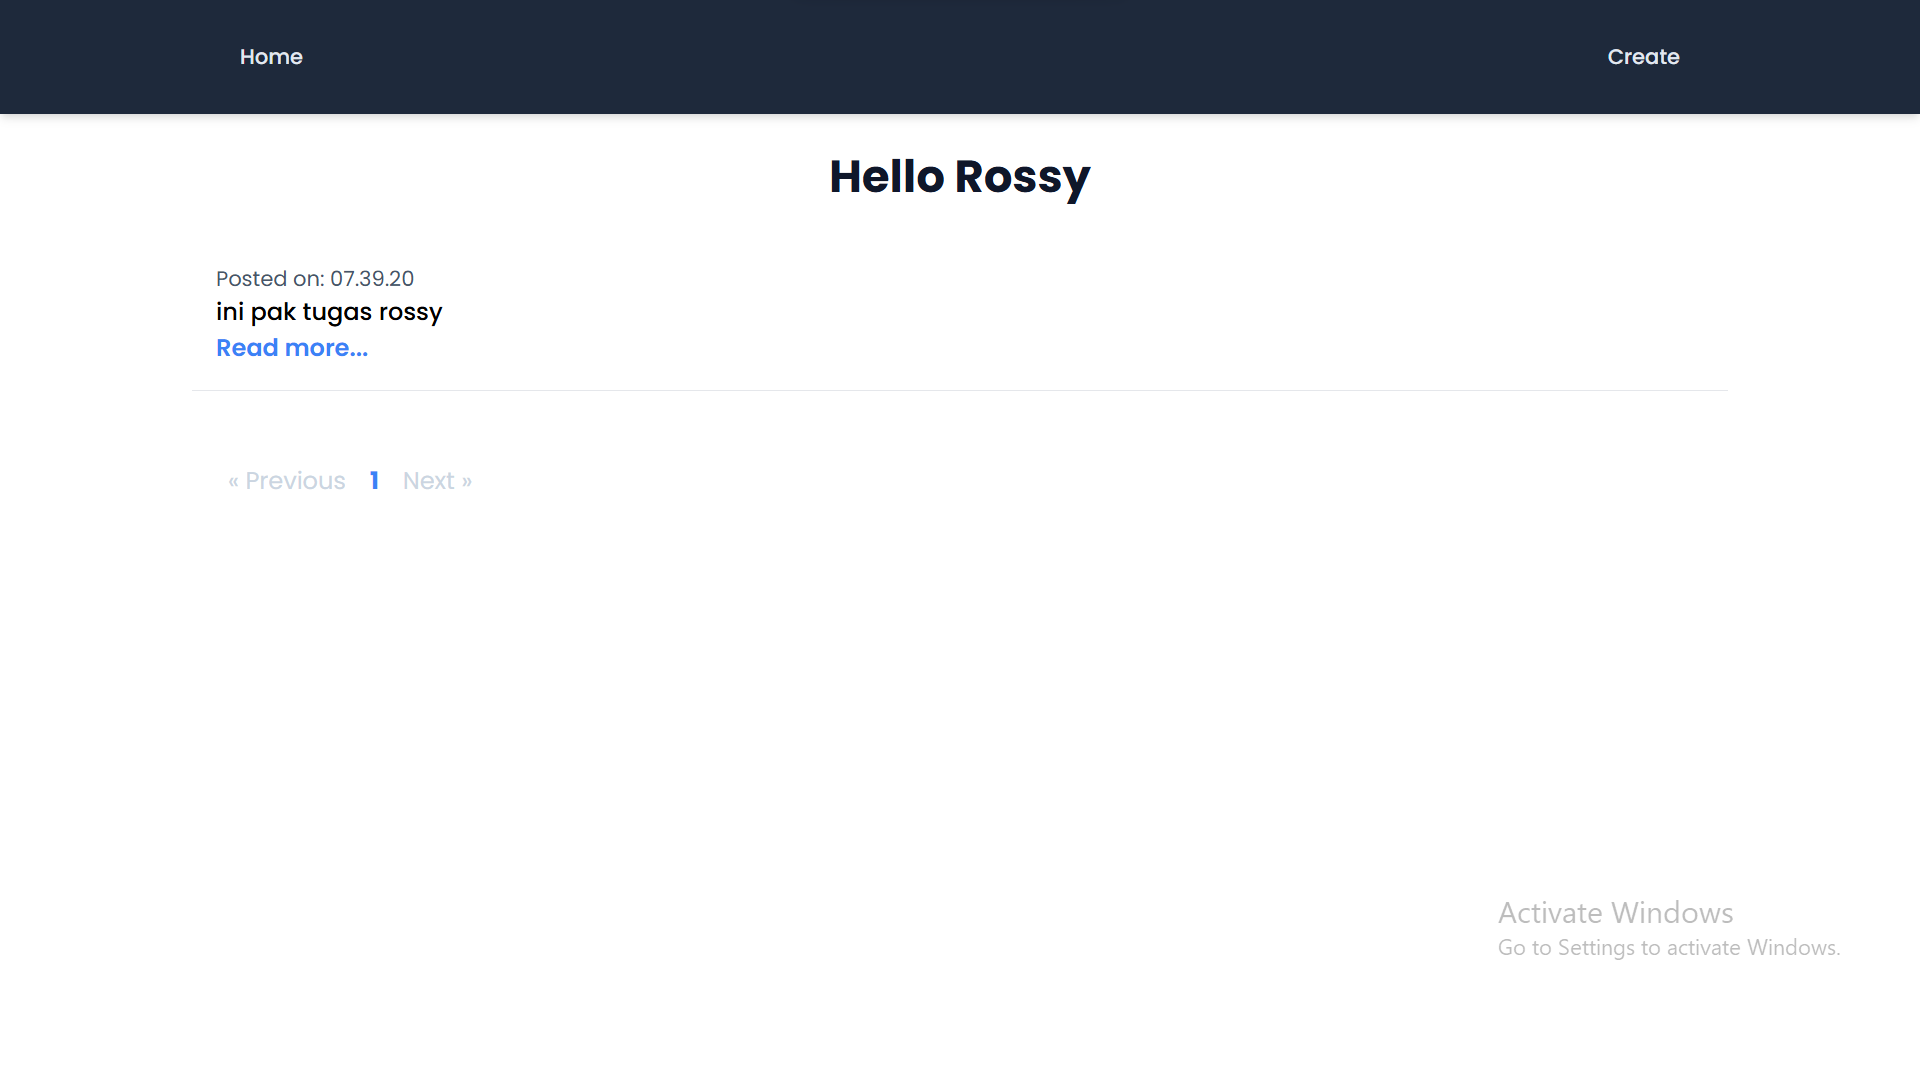 Home Create
Hello Rossy
Posted on: 07.39.20
ini pak tugas rossy
Read more...
« Previous 1 Next »
Activate Windows
Go to Settings to activate Windows.